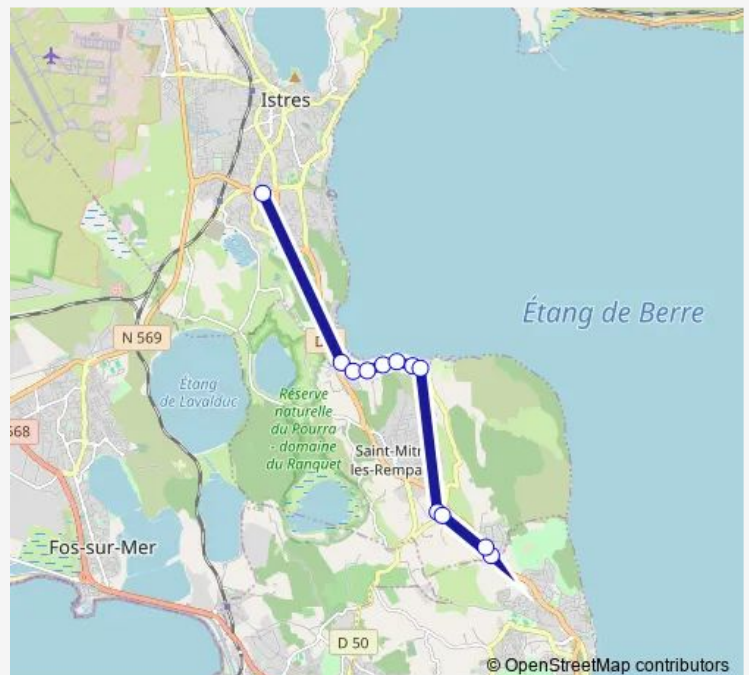 Istres
Étang de Berre
N 569
Étang
de Lavalduc
Réserve
naturelle
du Pourra
- domaine
du Ranquet
568
Saint-Mitr
les-Rempa
Fos-sur-Mer
D 50
© OpenStreetMap contributors